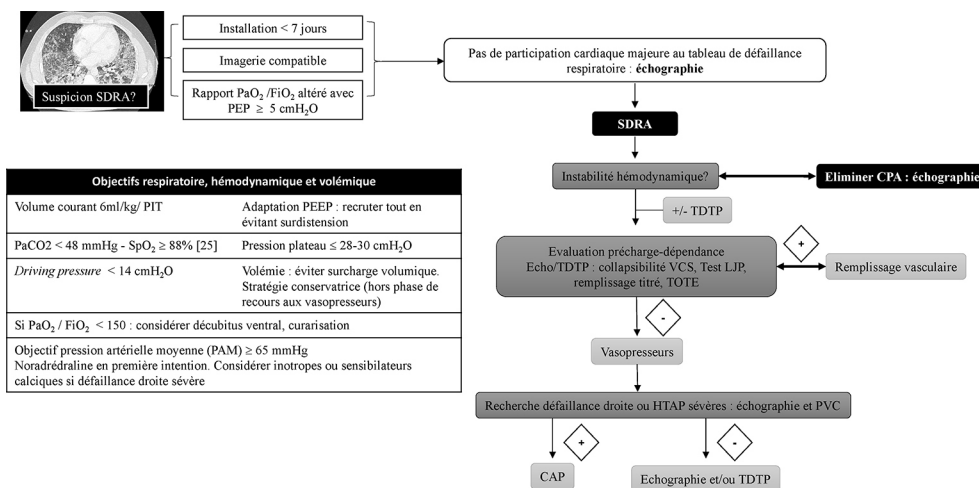 Suspicion SDRA?
Installation < 7 jours
Imagerie compatible
Rapport PaO₂ /FiO₂ altéré avec
PEP ≥ 5 cmH₂O
Pas de participation cardiaque majeure au tableau de défaillance
respiratoire : échographie
SDRA
Instabilité hémodynamique?
Eliminer CPA : échographie
+/- TDTP
Evaluation précharge-dépendance
Echo/TDTP : collapsibilité VCS, Test LJP,
remplissage titré, TOTE
+
Remplissage vasculaire
-
Vasopresseurs
Recherche défaillance droite ou HTAP sévères : échographie et PVC
+
-
CAP
Echographie et/ou TDTP
Objectifs respiratoire, hémodynamique et volémique
Volume courant 6ml/kg/ PIT
Adaptation PEEP : recruter tout en
évitant surdistension
PaCO2 < 48 mmHg - SpO₂ ≥ 88% [25]
Pression plateau ≤ 28-30 cmH₂O
Driving pressure < 14 cmH₂O
Volémie : éviter surcharge volumique.
Stratégie conservatrice (hors phase de
recours aux vasopresseurs)
Si PaO₂ / FiO₂ < 150 : considérer décubitus ventral, curarisation
Objectif pression artérielle moyenne (PAM) ≥ 65 mmHg
Noradrédraline en première intention. Considérer inotropes ou sensibilateurs
calciques si défaillance droite sévère